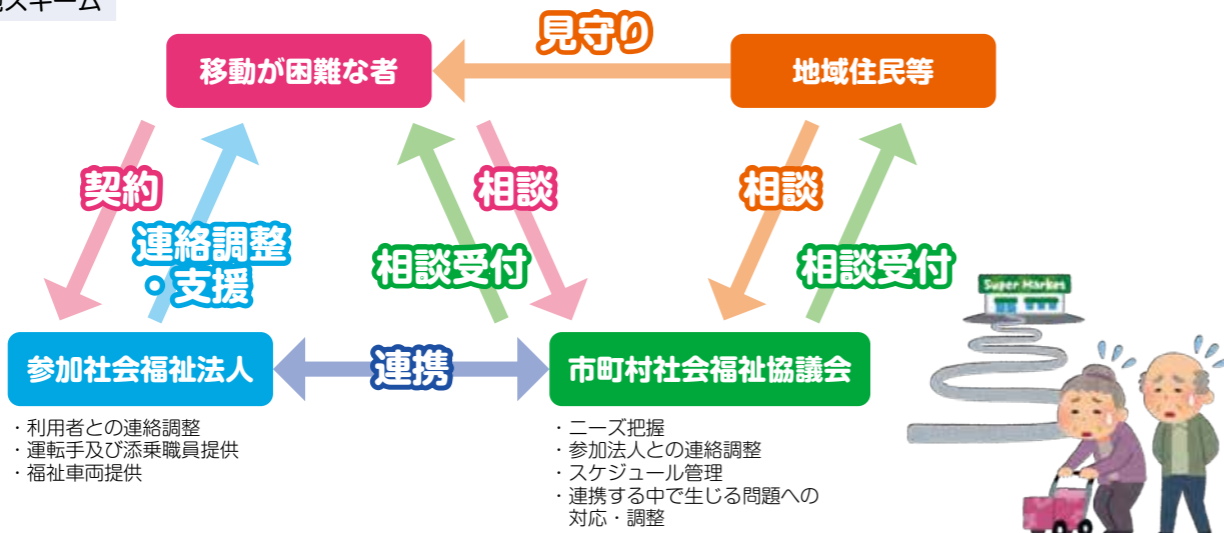 スキーム
見守り
移動が困難な者
地域住民等
契約
相談
相談
連絡調整
・支援
相談受付
相談受付
Super Market
参加社会福祉法人
連携
市町村社会福祉協議会
・利用者との連絡調整
・運転手及び添乗職員提供
・福祉車両提供
・ニーズ把握
・参加法人との連絡調整
・スケジュール管理
・連携する中で生じる問題への
対応・調整